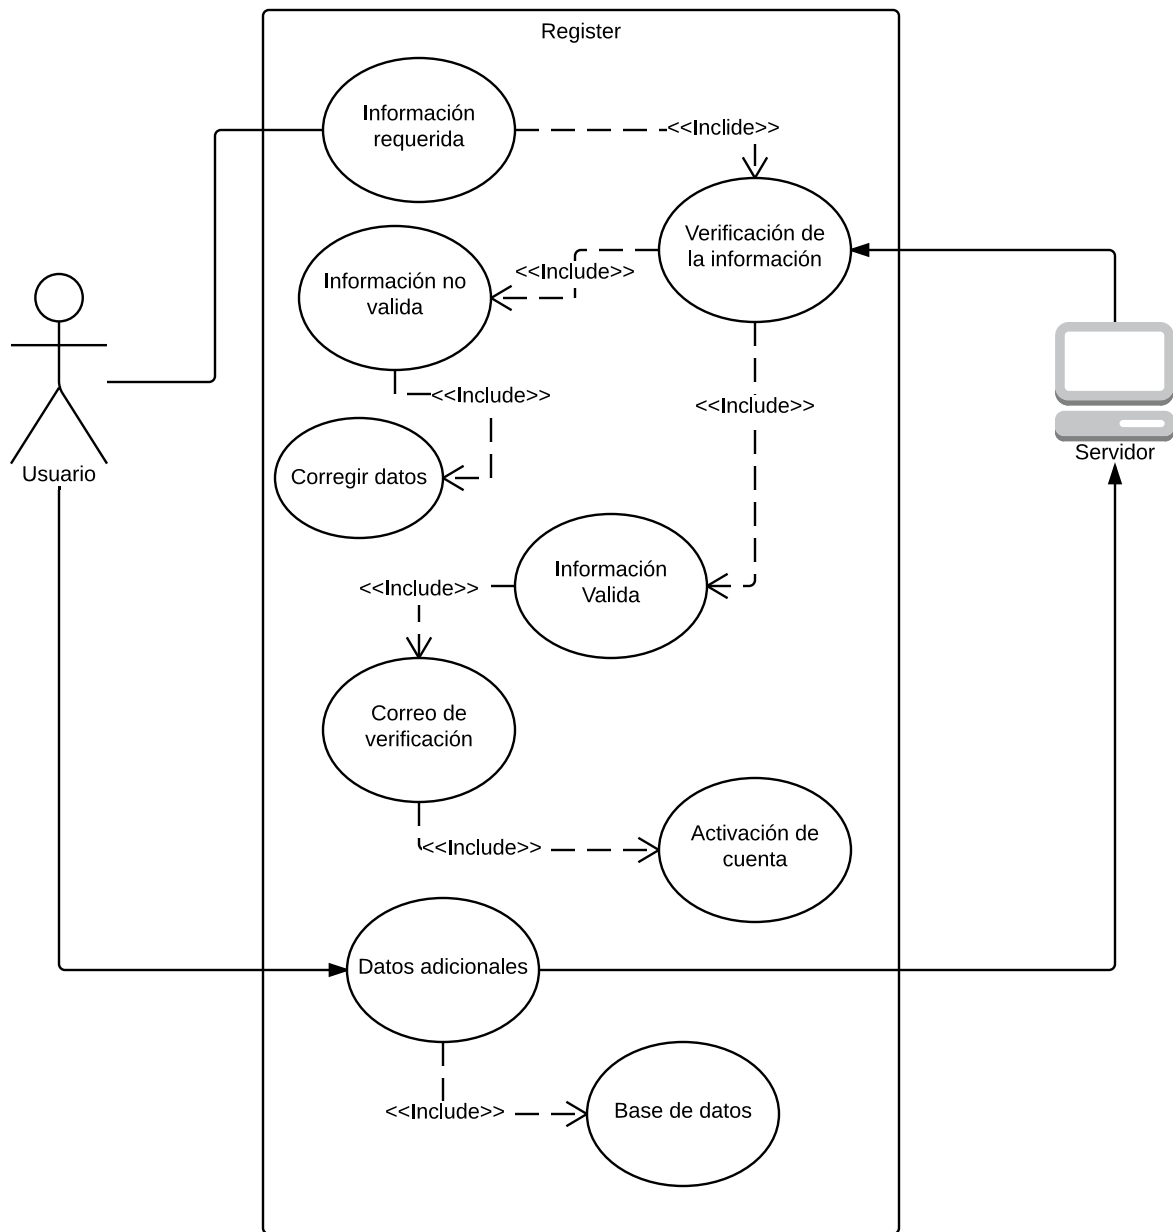 Register
Información
requerida
<<Inclide>>
Verificación de
la información
Información no
valida
<<Include>>
<<Include>>
<<Include>>
Corregir datos
Usuario
Servidor
Información
Valida
<<Include>>
Correo de
verificación
<<Include>>
Activación de
cuenta
Datos adicionales
<<Include>>
Base de datos